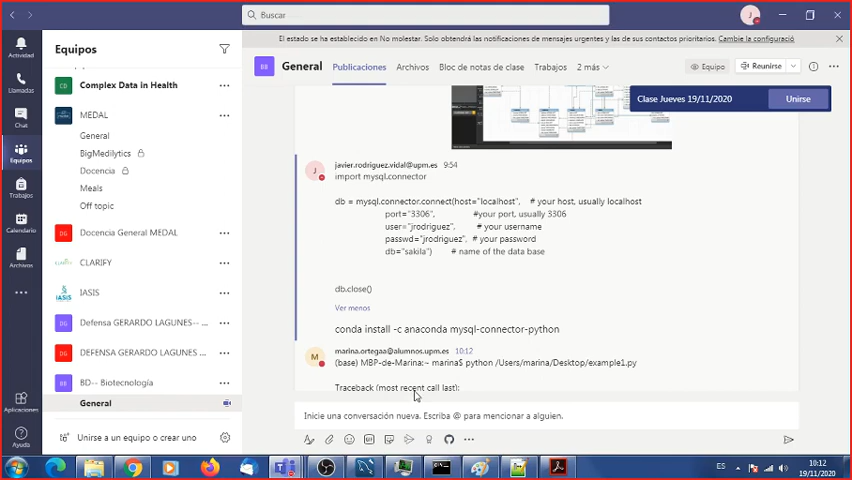 Buscar
El estado se ha establecido en No molestar. Solo obtendrá las notificaciones de mensajes urgentes y las de sus contactos prioritarios. Cambie la configuració
Actividad
Llamadas
Chat
Equipos
Trabajos
Calendario
Archivos
Aplicaciones
Ayuda
Equipos
CD Complex Data in Health
MEDAL
General
BigMedilytics
Docencia
Meals
Off topic
DG Docencia General MEDAL
CLARIFY
IASIS
DG Defensa GERARDO LAGUNES-- ...
DG DEFENSA GERARDO LAGUNES ...
BB BD-- Biotecnología
General
Unirse a un equipo o crear uno
BB General Publicaciones Archivos Bloc de notas de clase Trabajos 2 más
Equipo Reunirse
Clase Jueves 19/11/2020 Unirse
J javier.rodriguez.vidal@upm.es 9:54
import mysql.connector
db = mysql.connector.connect(host="localhost", # your host, usually localhost
port="3306", #your port, usually 3306
user="jrodriguez", # your username
passwd="jrodriguez", # your password
db="sakila") # name of the data base
db.close()
Ver menos
conda install -c anaconda mysql-connector-python
M marina.ortegaa@alumnos.upm.es 10:12
(base) MBP-de-Marina:~ marina$ python /Users/marina/Desktop/example1.py
Traceback (most recent call last):
Inicie una conversación nueva. Escriba @ para mencionar a alguien.
ES
10:12
19/11/2020